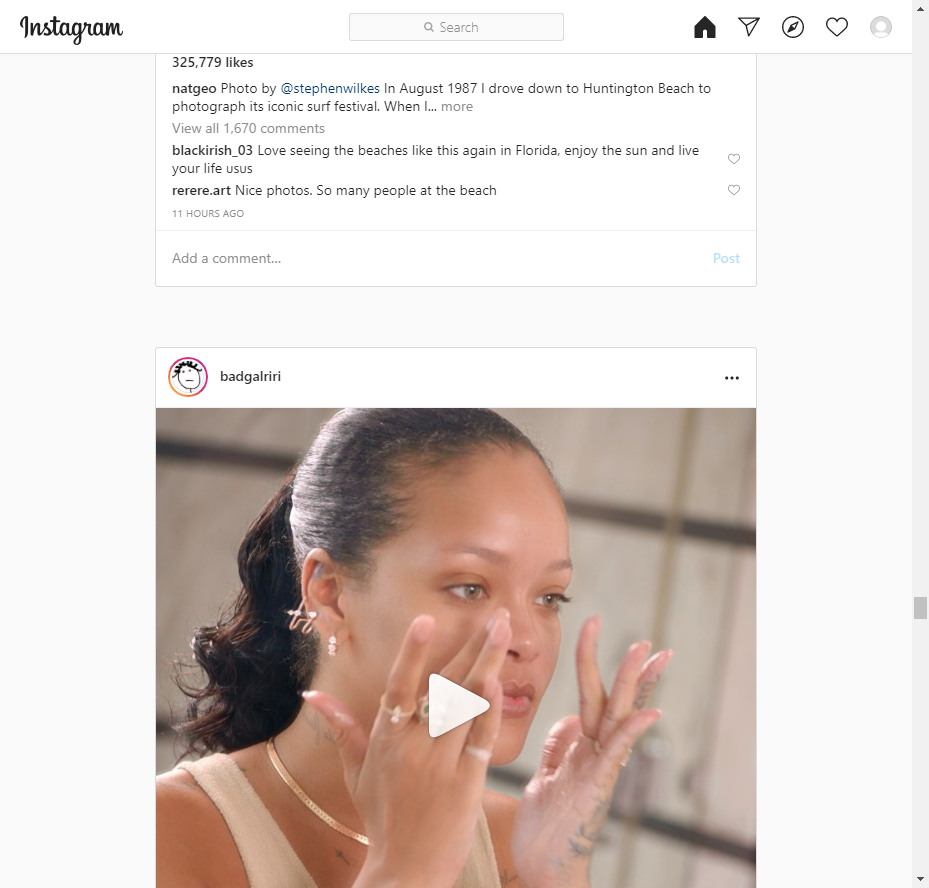 Instagram
Search
325,779 likes
natgeo Photo by @stephenwilkes In August 1987 I drove down to Huntington Beach to
photograph its iconic surf festival. When I... more
View all 1,670 comments
blackirish_03 Love seeing the beaches like this again in Florida, enjoy the sun and live
your life usus
rerere.art Nice photos. So many people at the beach
11 HOURS AGO
Add a comment... Post
badgalriri